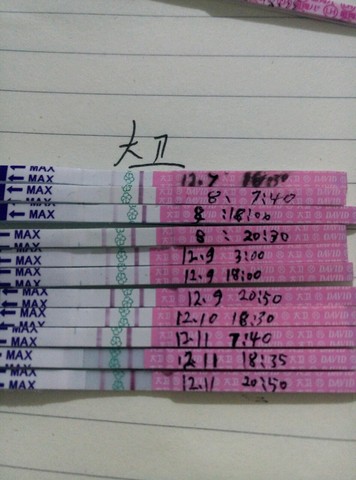 大卫
MAX 12.7
MAX 8: 7:40
MAX 8 :18:00
MAX 8 : 20:30
MAX 12.9 3:00
MAX 12.9 18:00
MAX 12.9 20:50
MAX 12.10 18:30
MAX 12.11 7:40
MAX 12.11 18:35
MAX 12.11 20:50